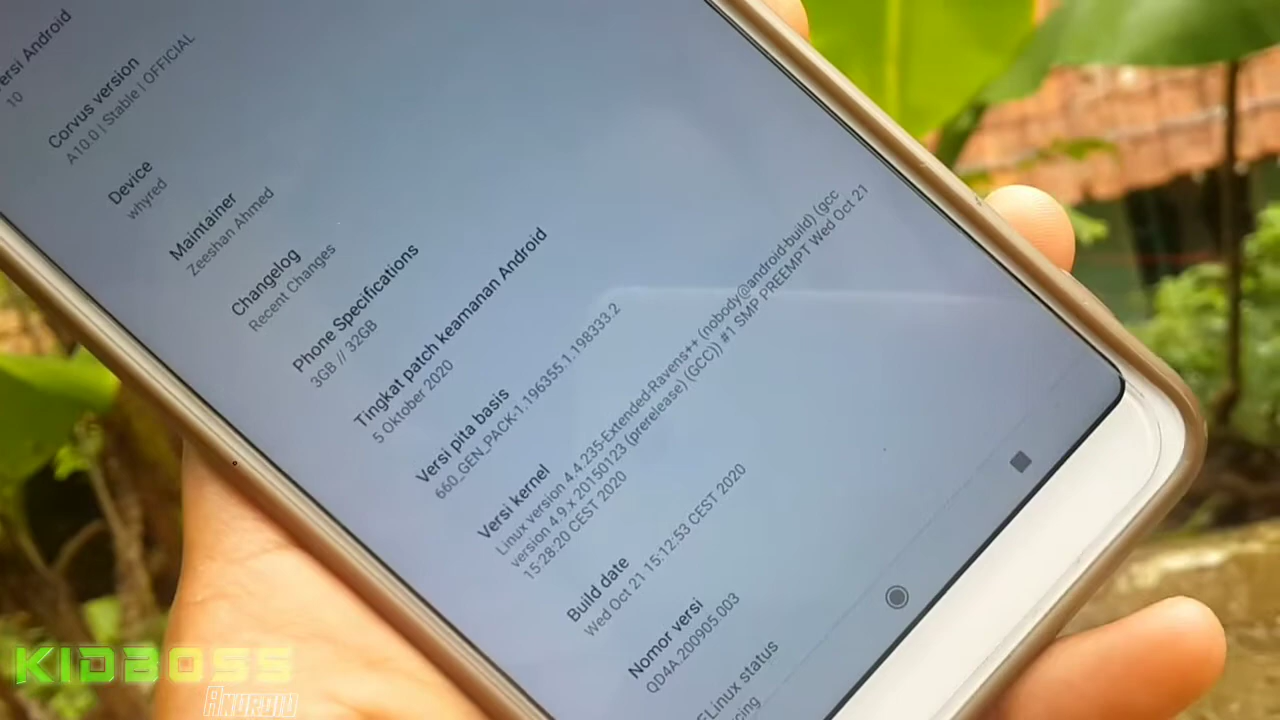 Versi Android
10
Corvus version
A10.0 | Stable | OFFICIAL
Device
whyred
Maintainer
Zeeshan Ahmed
Changelog
Recent Changes
Phone Specifications
3GB // 32GB
Tingkat patch keamanan Android
5 Oktober 2020
Versi pita basis
660_GEN_PACK-1.196355.1.198333.2
Versi kernel
Linux version 4.4.235-Extended-Ravens++ (nobody@android-build) (gcc
version 4.9.x 20150123 (prerelease) (GCC)) #1 SMP PREEMPT Wed Oct 21
15:28:20 CEST 2020
Build date
Wed Oct 21 15:12:53 CEST 2020
Nomor versi
QD4A.200905.003
ELinux status
KIDBOSS
Android